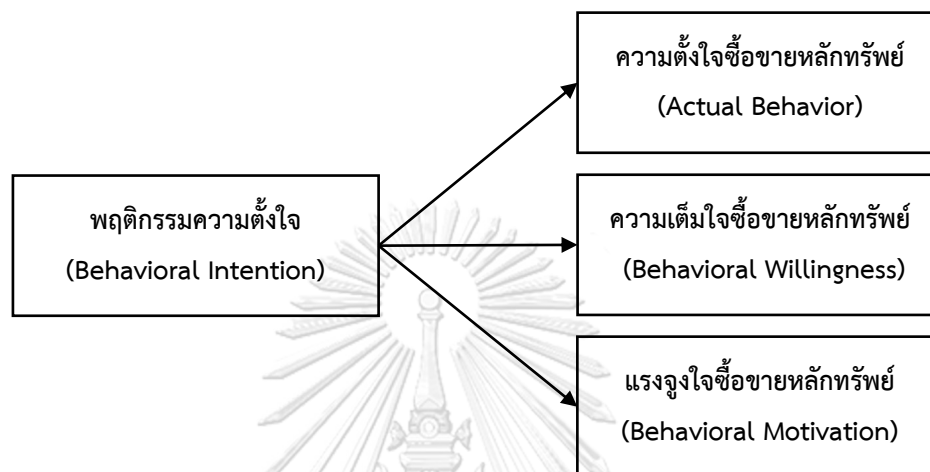 ความตั้งใจซื้อขายหลักทรัพย์
(Actual Behavior)
พฤติกรรมความตั้งใจ
(Behavioral Intention)
ความเต็มใจซื้อขายหลักทรัพย์
(Behavioral Willingness)
แรงจูงใจซื้อขายหลักทรัพย์
(Behavioral Motivation)